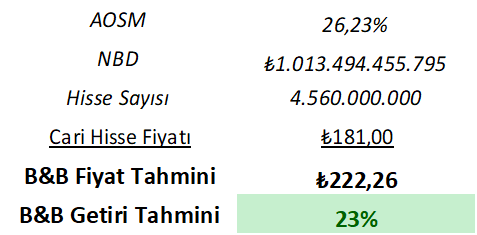 AOSM 26,23%
NBD ₺1.013.494.455.795
Hisse Sayısı 4.560.000.000
Cari Hisse Fiyatı ₺181,00
B&B Fiyat Tahmini ₺222,26
B&B Getiri Tahmini 23%